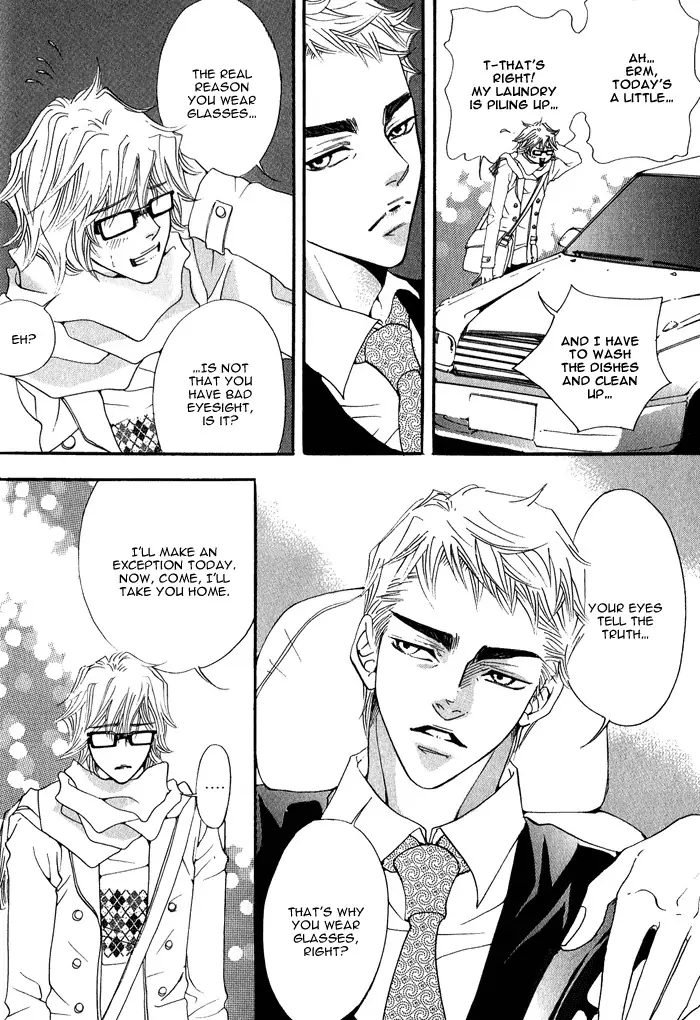 AH...
ERM,
TODAY'S
A LITTLE...
T-THAT'S
RIGHT!
MY LAUNDRY
IS PILING UP...
AND I HAVE
TO WASH
THE DISHES
AND CLEAN
UP...
THE REAL
REASON
YOU WEAR
GLASSES...
...IS NOT
THAT YOU
HAVE BAD
EYESIGHT,
IS IT?
EH?
YOUR EYES
TELL THE
TRUTH...
THAT'S WHY
YOU WEAR
GLASSES,
RIGHT?
I'LL MAKE AN
EXCEPTION TODAY.
NOW, COME, I'LL
TAKE YOU HOME.
....